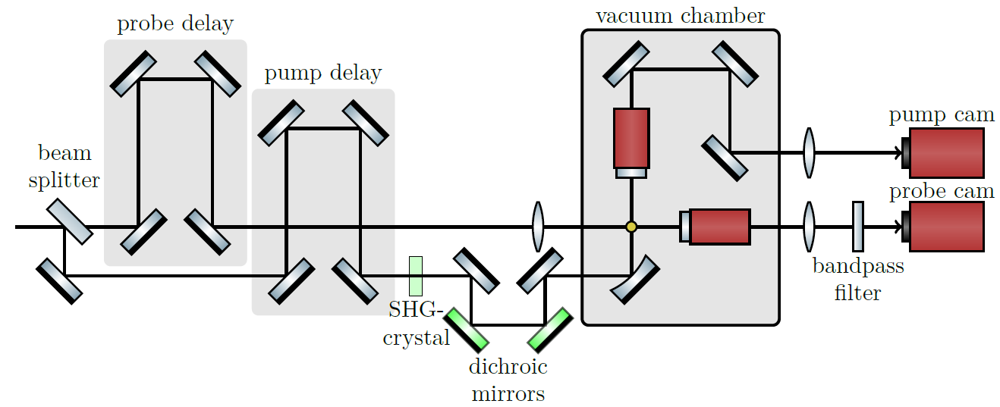 vacuum chamber
probe delay
pump delay
pump cam
beam
splitter
probe cam
bandpass
filter
SHG-
crystal
dichroic
mirrors